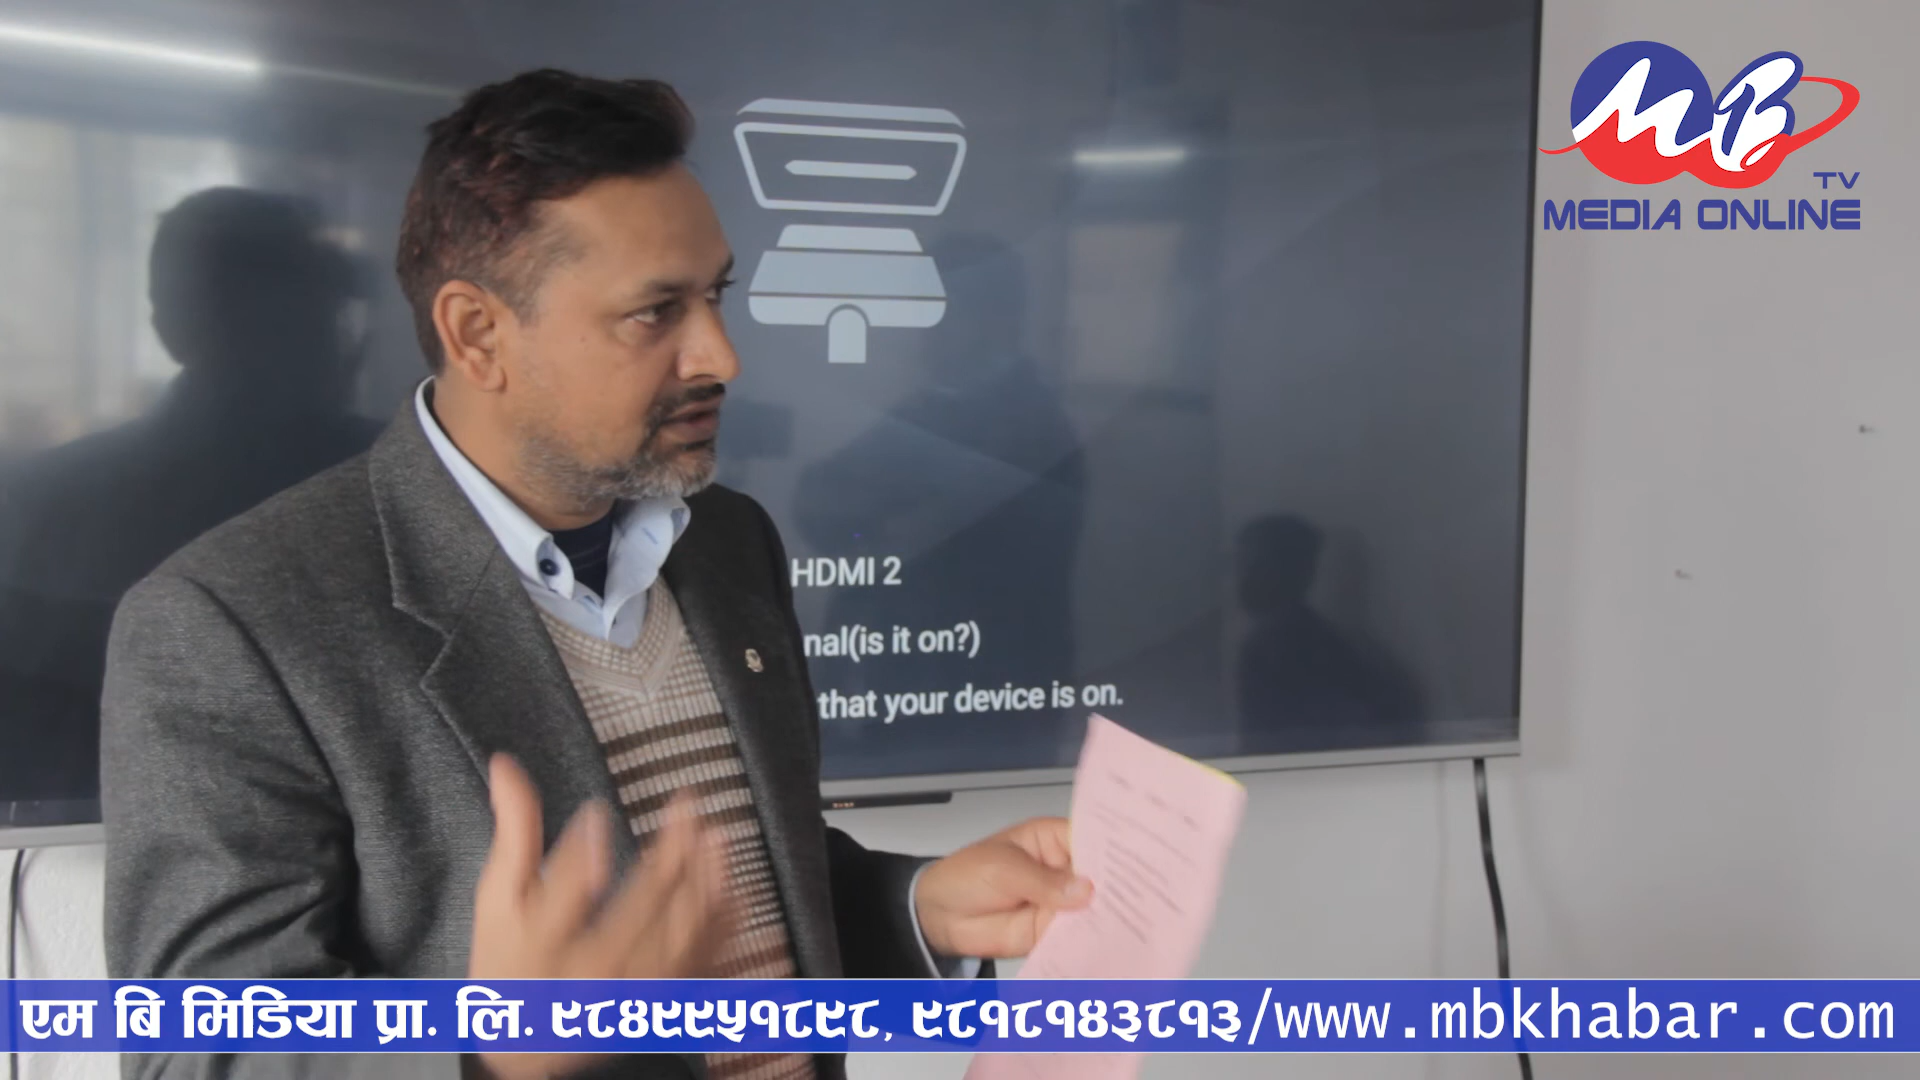 MB
TV
MEDIA ONLINE
HDMI 2
nal(is it on?)
that your device is on.
एम बि मिडिया प्रा. लि. ९८४९९५१८९८, ९८१८१४३८१३/www.mbkhabar.com